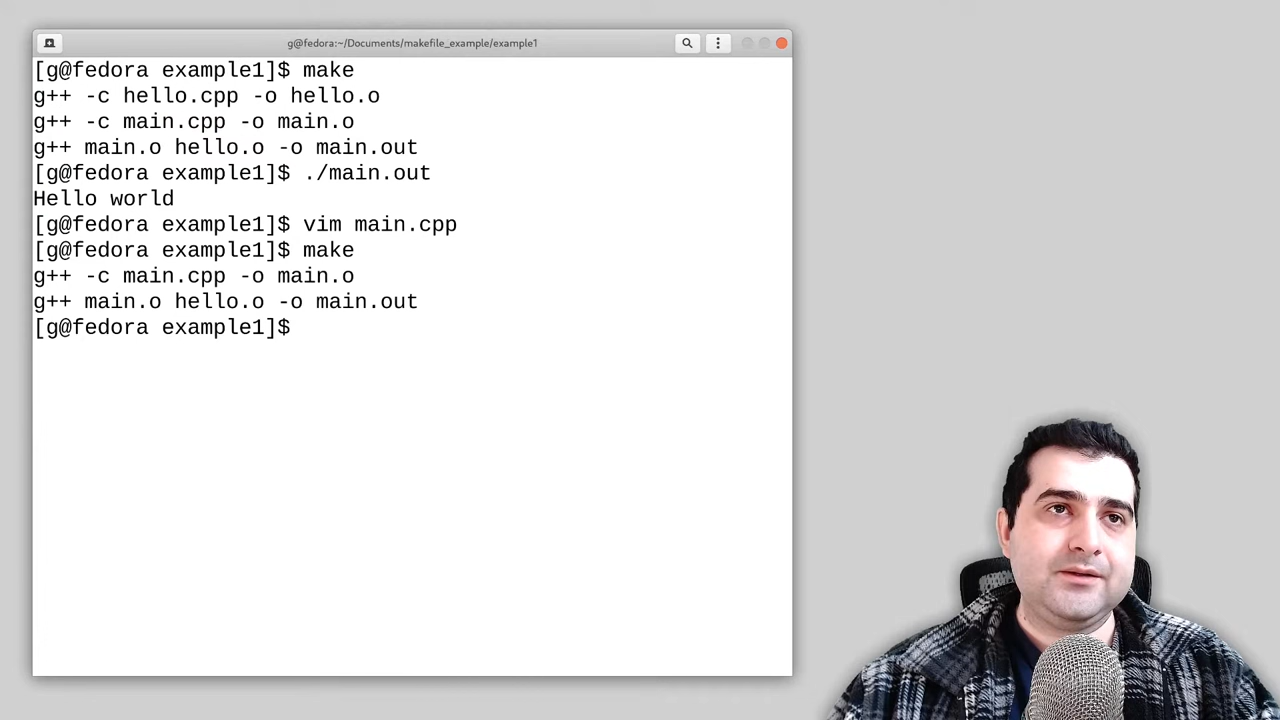 g@fedora:~/Documents/makefile_example/example1
[g@fedora example1]$ make
g++ -c hello.cpp -o hello.o
g++ -c main.cpp -o main.o
g++ main.o hello.o -o main.out
[g@fedora example1]$ ./main.out
Hello world
[g@fedora example1]$ vim main.cpp
[g@fedora example1]$ make
g++ -c main.cpp -o main.o
g++ main.o hello.o -o main.out
[g@fedora example1]$